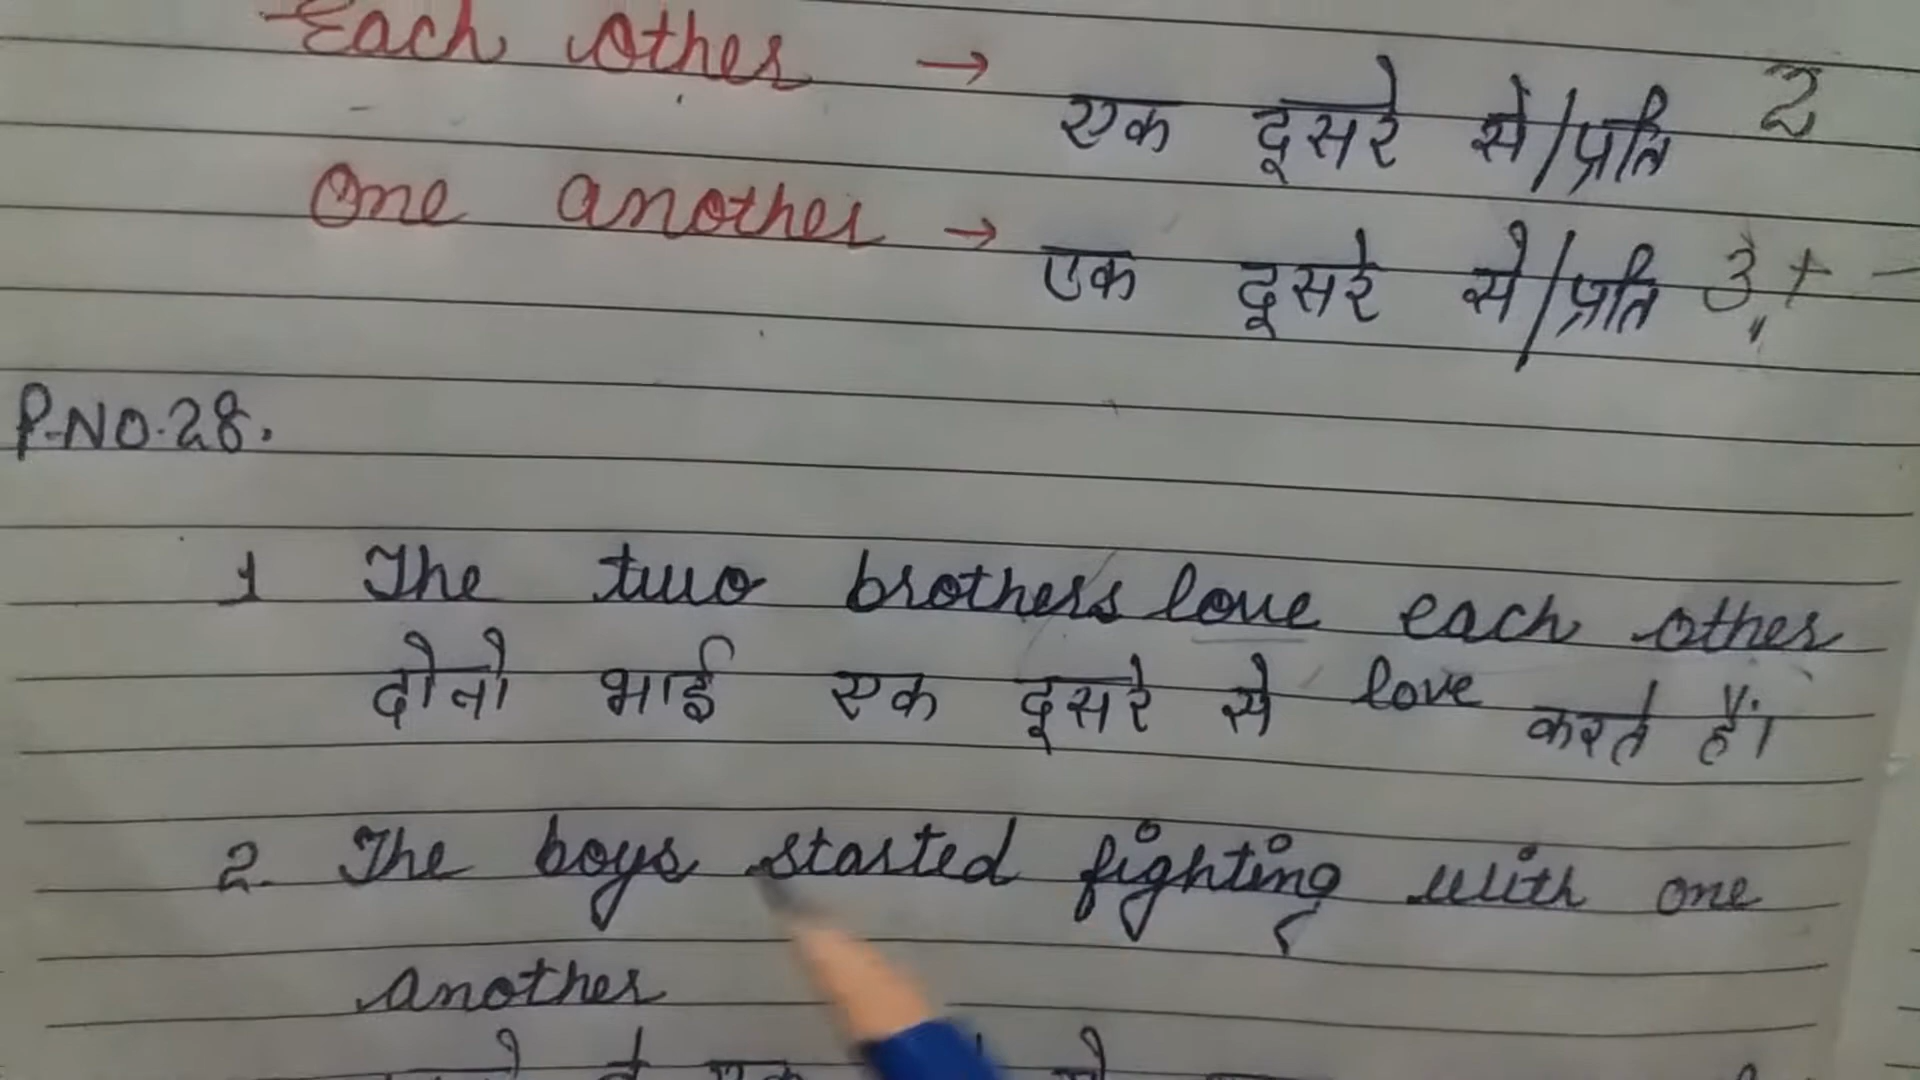 Each other → एक दूसरे से/प्रति 2
One another → एक दूसरे से/प्रति 3+
P.NO.28.
1 The two brothers love each other
दोनो भाई एक दूसरे से love करते हैं।
2. The boys started fighting with one
another